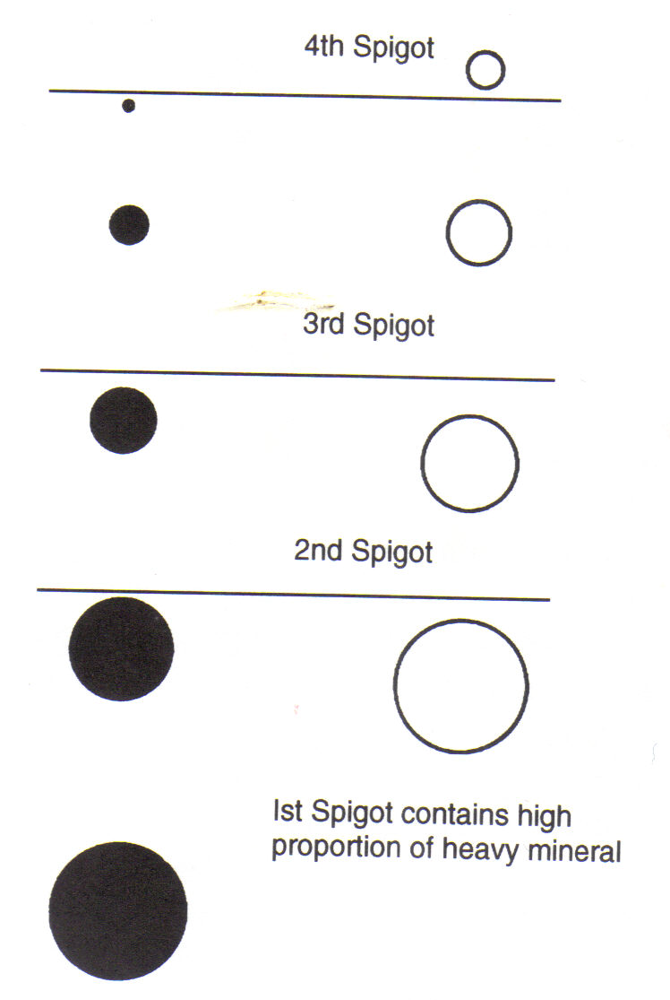 4th Spigot
3rd Spigot
2nd Spigot
Ist Spigot contains high
proportion of heavy mineral